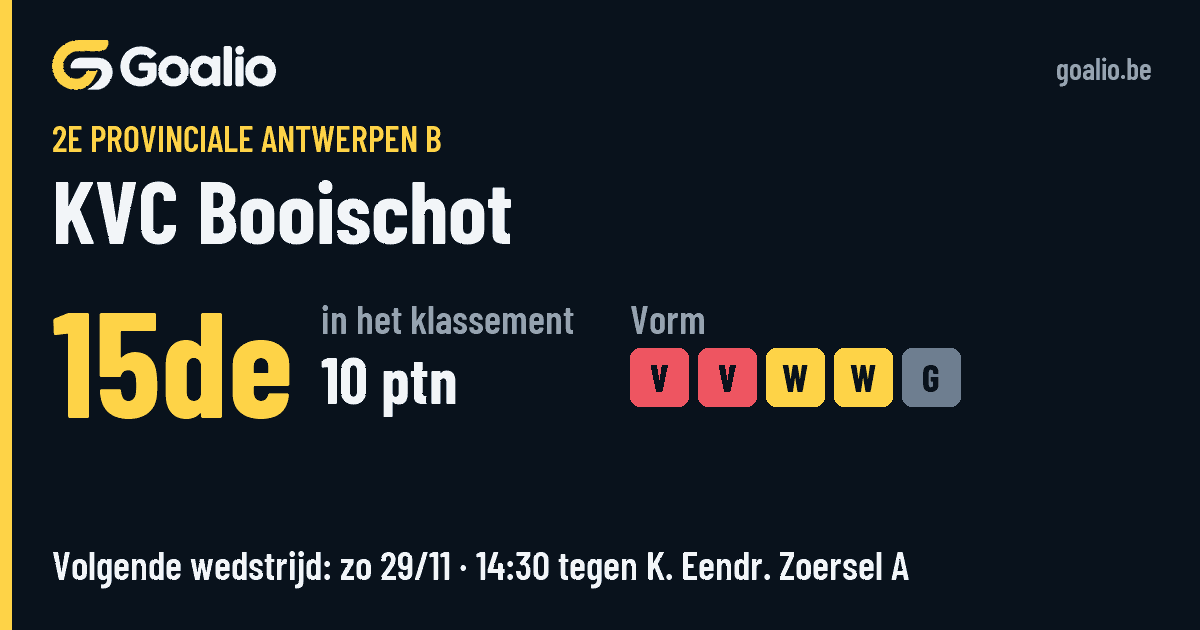 Goalio
goalio.be
2E PROVINCIALE ANTWERPEN B
KVC Booischot
15de
in het klassement
10 ptn
Vorm
V V W W G
Volgende wedstrijd: zo 29/11 · 14:30 tegen K. Eendr. Zoersel A